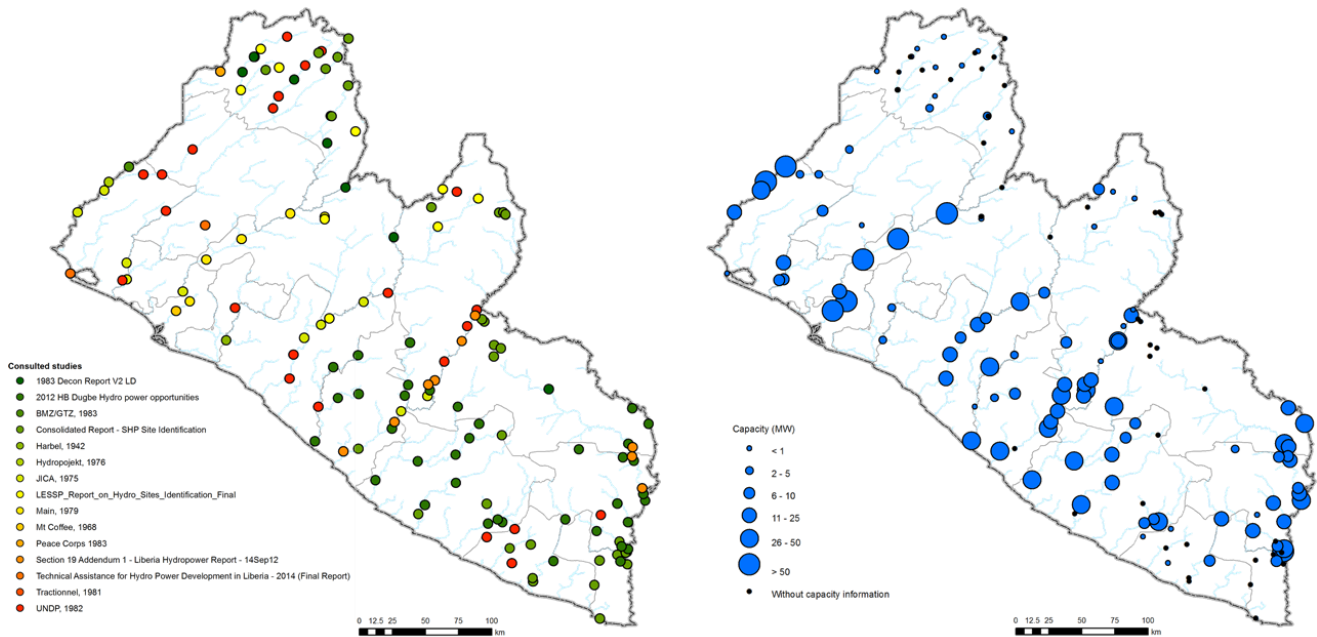 Consulted studies
1983 Decon Report V2 LD
2012 HB Dugbe Hydro power opportunities
BMZ/GTZ, 1983
Consolidated Report - SHP Site Identification
Harbel, 1942
Hydropojekt, 1976
JICA, 1975
LESSP_Report_on_Hydro_Sites_Identification_Final
Main, 1979
Mt Coffee, 1968
Peace Corps 1983
Section 19 Addendum 1 - Liberia Hydropower Report - 14Sep12
Technical Assistance for Hydro Power Development in Liberia - 2014 (Final Report)
Tractionnel, 1981
UNDP, 1982
0 12.5 25 50 75 100
km
Capacity (MW)
< 1
2 - 5
6 - 10
11 - 25
26 - 50
> 50
Without capacity information
0 12.5 25 50 75 100
km